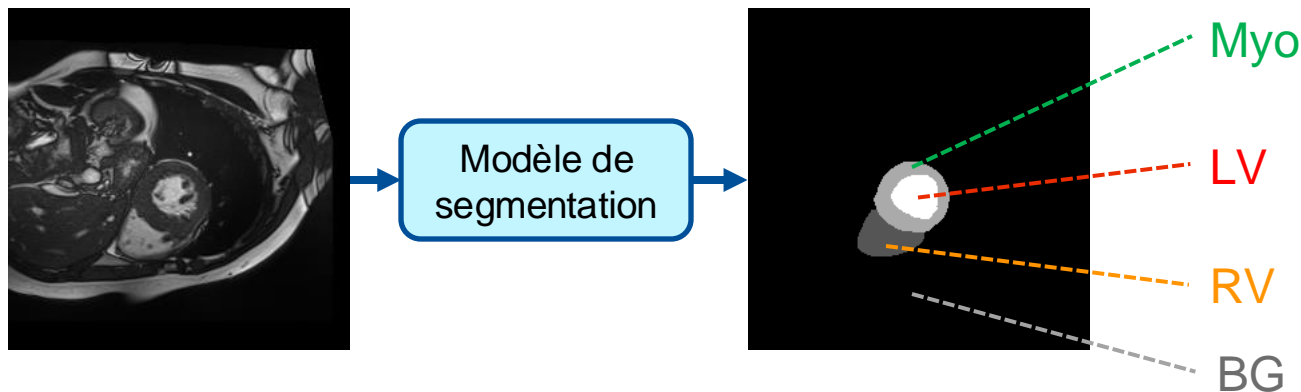 Modèle de
segmentation
Myo
LV
RV
BG